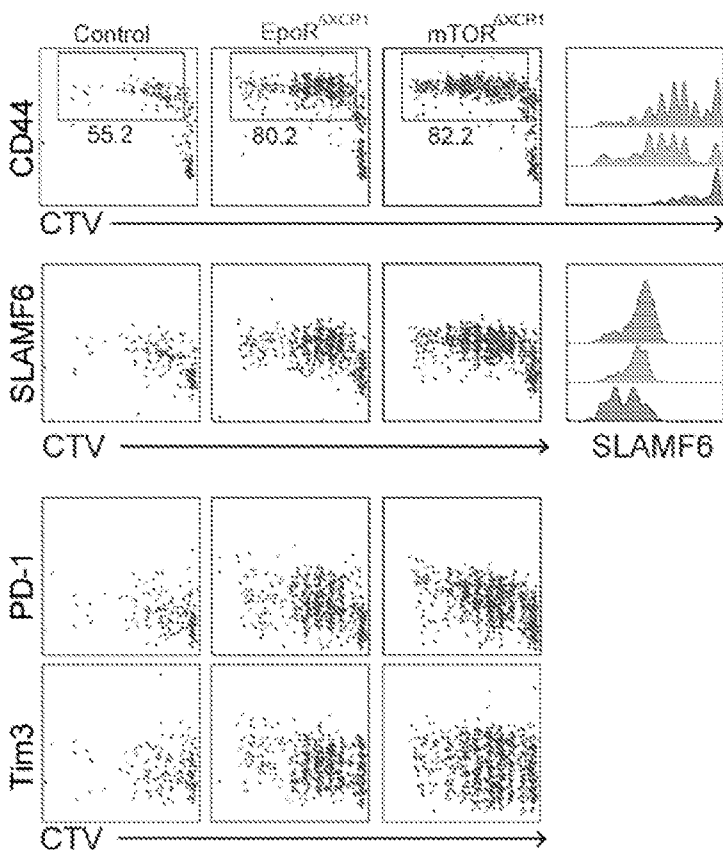 Control EpoR^ΔXCR1 mTOR^ΔXCR1
CD44
55.2 80.2 82.2
CTV
SLAMF6
CTV SLAMF6
PD-1
Tim3
CTV